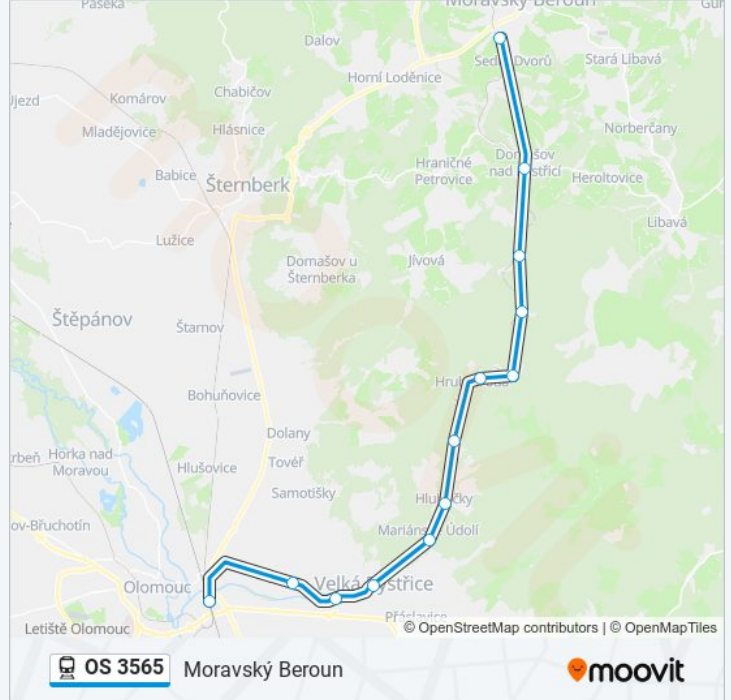 Paseka
Moravský Beroun
Dalov
Sedm Dvorů
Stará Libavá
Horní Loděnice
Újezd
Komárov
Chabičov
Norberčany
Mladějovice
Hlásnice
Hraničné
Petrovice
Domašov
nad Bystřicí
Heroltovice
Babice
Šternberk
Libavá
Lužice
Domašov u
Šternberka
Jívová
Štěpánov
Štarnov
Hrubá Voda
Bohuňovice
Dolany
Tovéř
Horka nad
Moravou
Hlušovice
Samotišky
Hlubočky
Mariánské Údolí
Olomouc
Velká Bystřice
Přáslavice
Letiště Olomouc
© OpenStreetMap contributors | © OpenMapTiles
OS 3565
Moravský Beroun
moovit